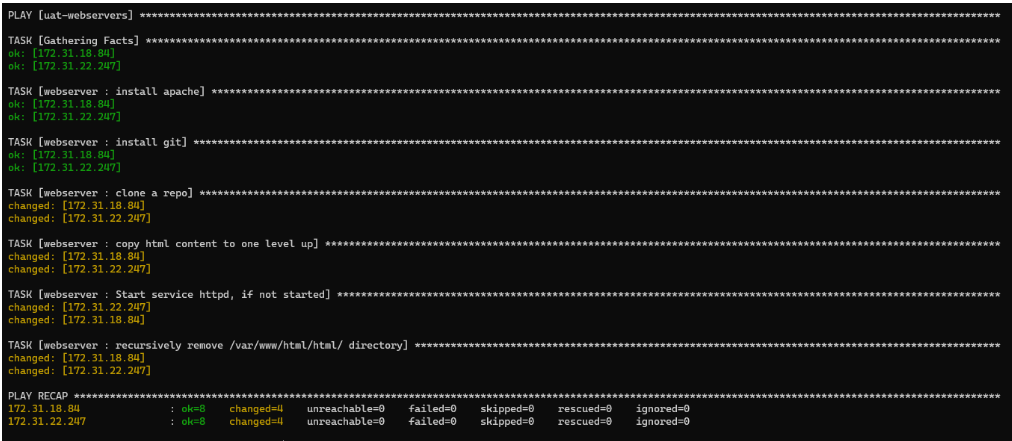 PLAY [uat-webservers] ************************************************************************************************************************************************
TASK [Gathering Facts] ***********************************************************************************************************************************************
ok: [172.31.18.84]
ok: [172.31.22.247]
TASK [webserver : install apache] ************************************************************************************************************************************
ok: [172.31.18.84]
ok: [172.31.22.247]
TASK [webserver : install git] ***************************************************************************************************************************************
ok: [172.31.18.84]
ok: [172.31.22.247]
TASK [webserver : clone a repo] **************************************************************************************************************************************
changed: [172.31.18.84]
changed: [172.31.22.247]
TASK [webserver : copy html content to one level up] *****************************************************************************************************************
changed: [172.31.18.84]
changed: [172.31.22.247]
TASK [webserver : Start service httpd, if not started] ***************************************************************************************************************
changed: [172.31.22.247]
changed: [172.31.18.84]
TASK [webserver : recursively remove /var/www/html/html/ directory] **************************************************************************************************
changed: [172.31.18.84]
changed: [172.31.22.247]
PLAY RECAP ***********************************************************************************************************************************************************
172.31.18.84 : ok=8 changed=4 unreachable=0 failed=0 skipped=0 rescued=0 ignored=0
172.31.22.247 : ok=8 changed=4 unreachable=0 failed=0 skipped=0 rescued=0 ignored=0